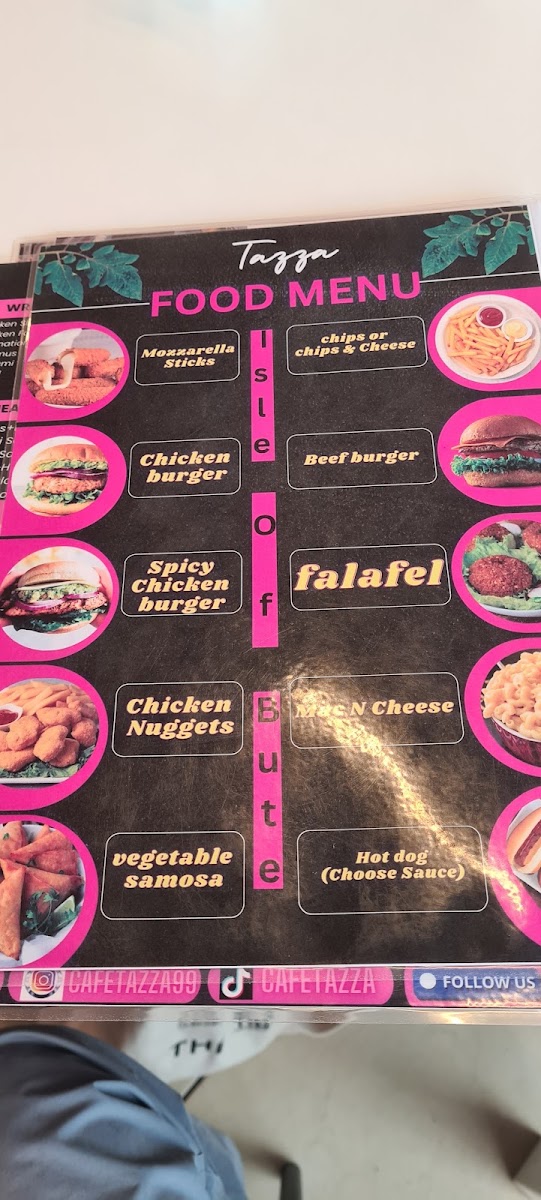 Tazza
FOOD MENU
Mozzarella
Sticks
chips or
chips & Cheese
Chicken
burger
Beef burger
Spicy
Chicken
burger
falafel
Chicken
Nuggets
Mac N Cheese
vegetable
samosa
Hot dog
(Choose Sauce)
Isle
Of
Bute
WR
CAFETAZZA99
CAFETAZZA
FOLLOW US